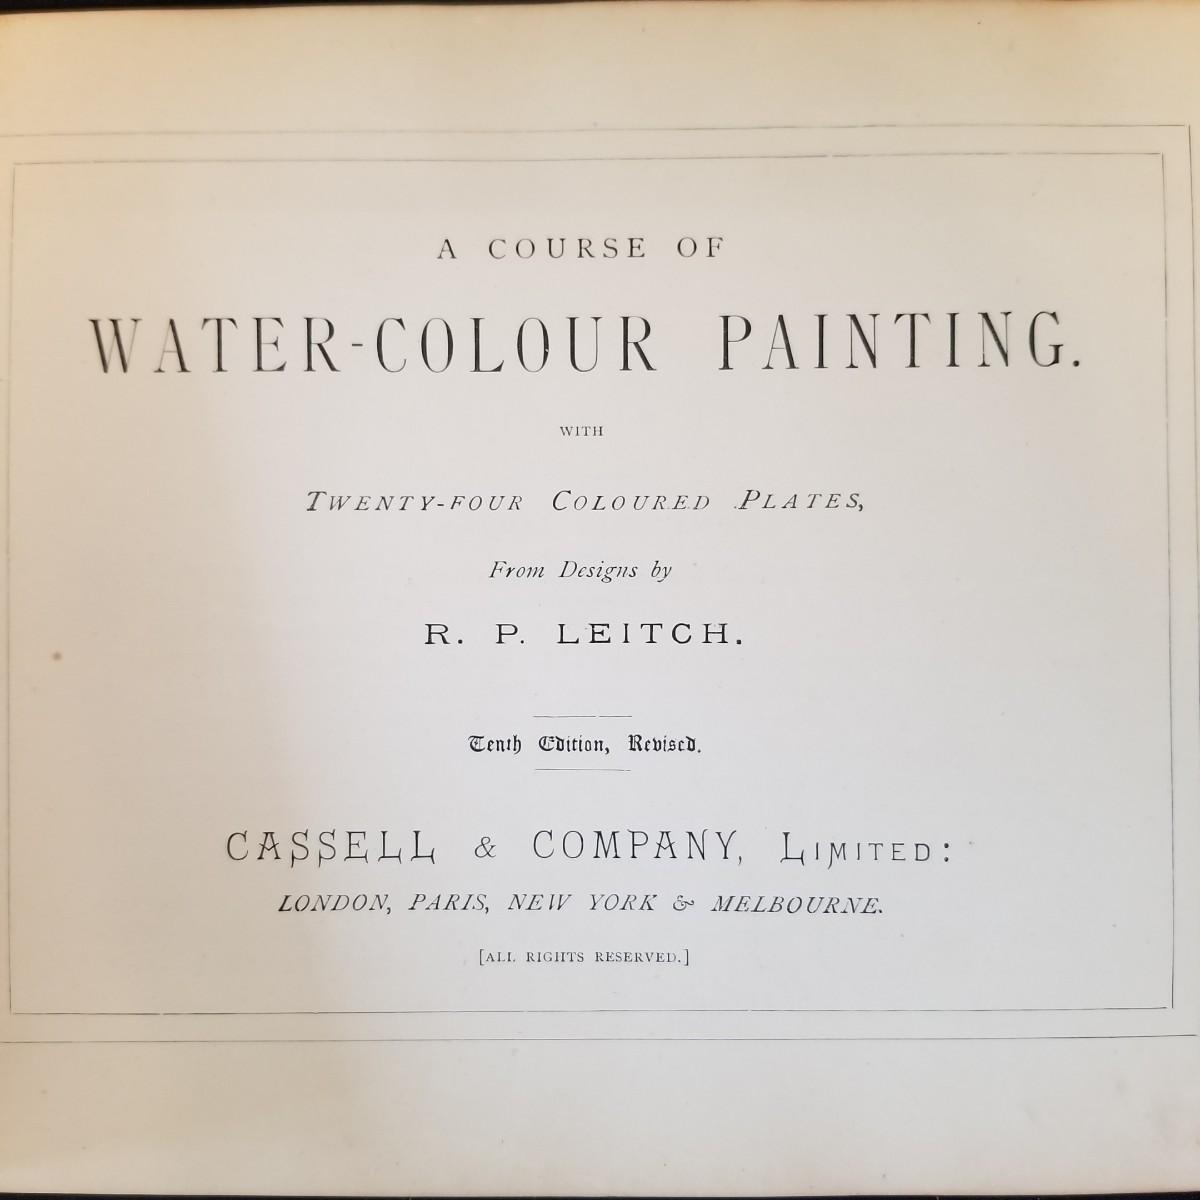 A COURSE OF
WATER-COLOUR PAINTING.
WITH
TWENTY-FOUR COLOURED PLATES,
From Designs by
R. P. LEITCH.
Tenth Edition, Revised.
CASSELL & COMPANY, LIMITED:
LONDON, PARIS, NEW YORK & MELBOURNE.
[ALL RIGHTS RESERVED.]